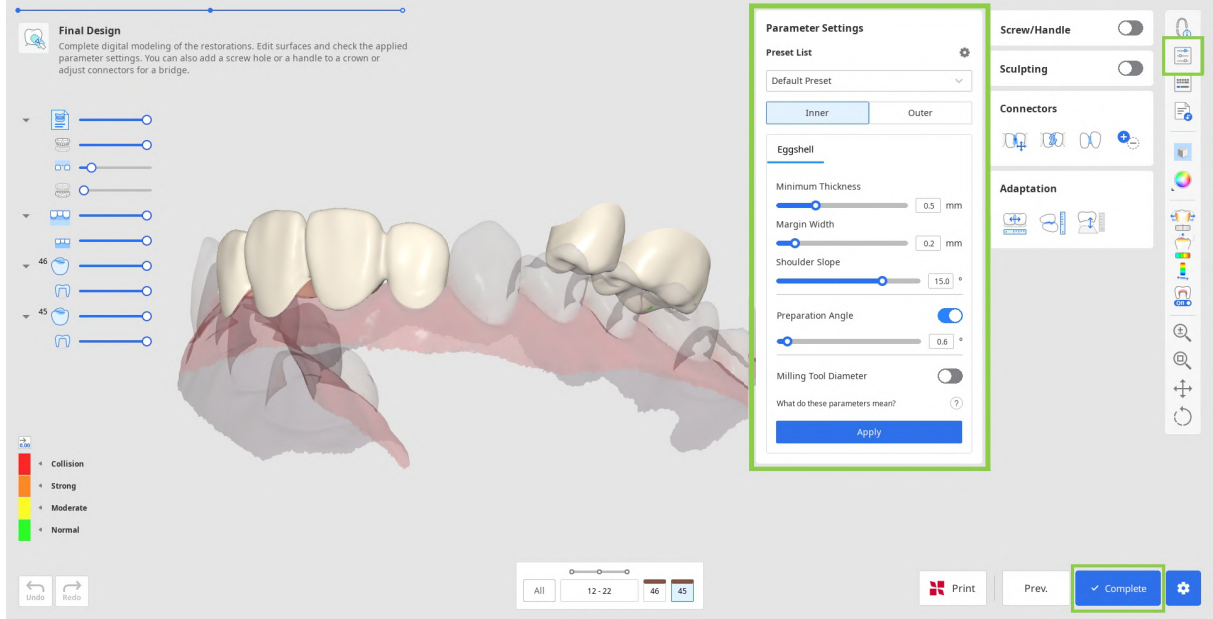 Final Design
Complete digital modeling of the restorations. Edit surfaces and check the applied
parameter settings. You can also add a screw hole or a handle to a crown or
adjust connectors for a bridge.
46
45
0.00
Collision
Strong
Moderate
Normal
Undo
Redo
Parameter Settings
Preset List
Default Preset
Inner
Outer
Eggshell
Minimum Thickness
0.5 mm
Margin Width
0.2 mm
Shoulder Slope
15.0 °
Preparation Angle
0.6 °
Milling Tool Diameter
What do these parameters mean?
?
Apply
Screw/Handle
Sculpting
Connectors
Adaptation
ON
All
12 - 22
46
45
Print
Prev.
Complete